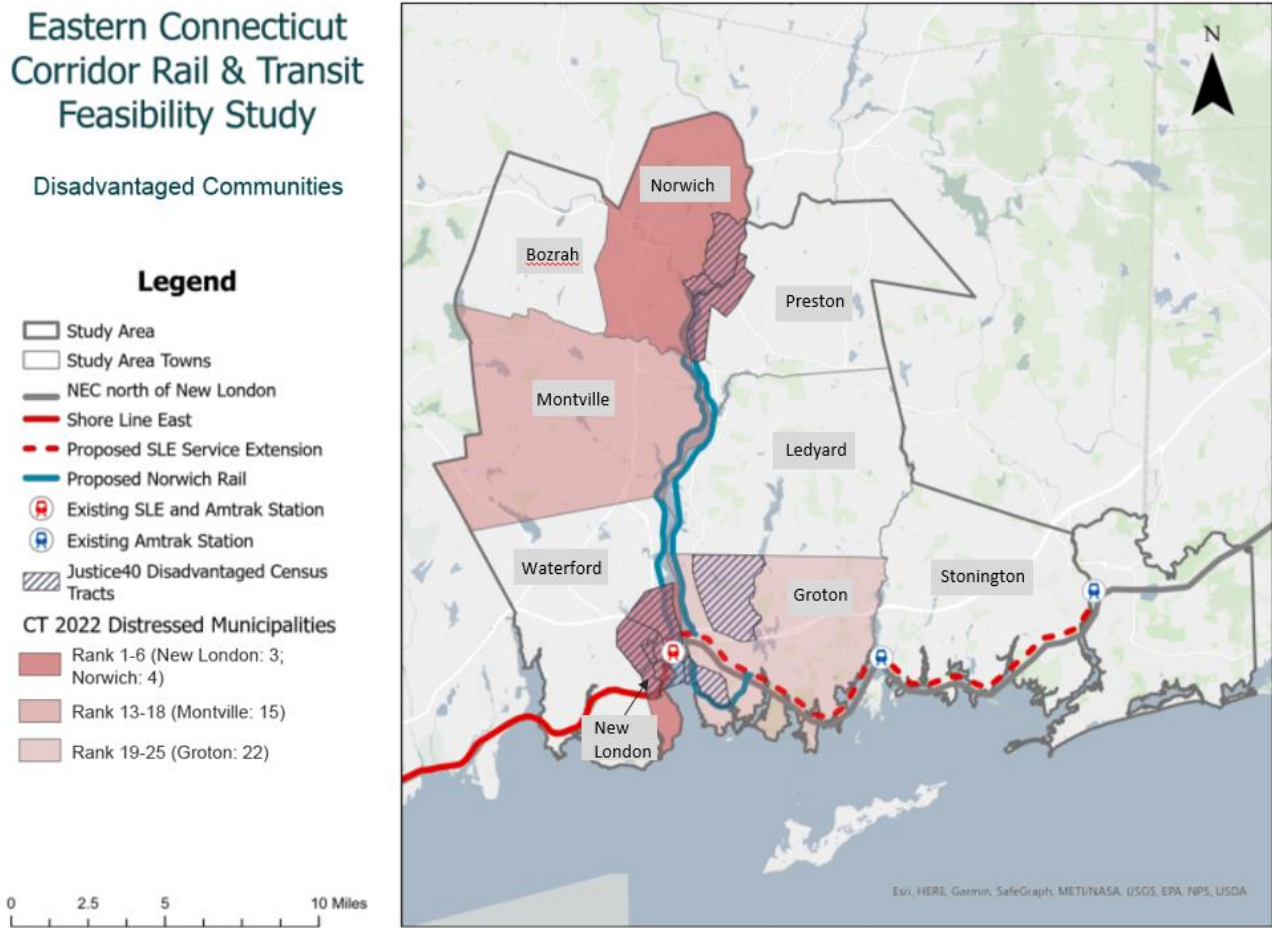 Eastern Connecticut
Corridor Rail & Transit
Feasibility Study
Disadvantaged Communities
Legend
Study Area
Study Area Towns
NEC north of New London
Shore Line East
Proposed SLE Service Extension
Proposed Norwich Rail
Existing SLE and Amtrak Station
Existing Amtrak Station
Justice40 Disadvantaged Census
Tracts
CT 2022 Distressed Municipalities
Rank 1-6 (New London: 3;
Norwich: 4)
Rank 13-18 (Montville: 15)
Rank 19-25 (Groton: 22)
0 2.5 5 10 Miles
N
Norwich
Bozrah
Preston
Montville
Ledyard
Waterford
Groton
Stonington
New
London
Esri, HERE, Garmin, SafeGraph, METI/NASA, USGS, EPA, NPS, USDA